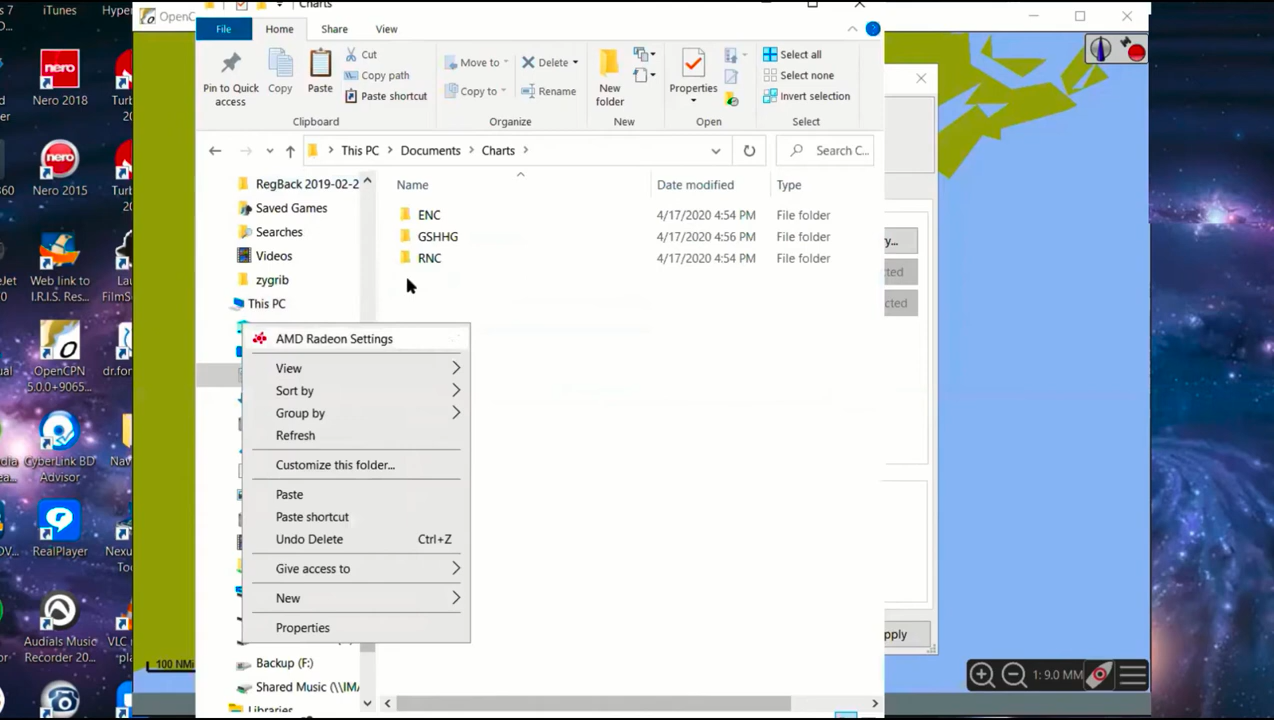 iTunes
Nero 2018
Nero 2015
Web link to
I.R.I.S. Res...
OpenCPN
5.0.0+9065...
CyberLink BD
Advisor
RealPlayer
Audials Music
Recorder 20...
OpenC
Charts
File
Home
Share
View
Pin to Quick
access
Copy
Paste
Cut
Copy path
Paste shortcut
Clipboard
Move to
Copy to
Delete
Rename
Organize
New
folder
New
Properties
Open
Select all
Select none
Invert selection
Select
This PC
Documents
Charts
Search C...
RegBack 2019-02-2
Saved Games
Searches
Videos
zygrib
This PC
Backup (F:)
Shared Music (\\IMA
Libraries
Name
Date modified
Type
ENC
4/17/2020 4:54 PM
File folder
GSHHG
4/17/2020 4:56 PM
File folder
RNC
4/17/2020 4:54 PM
File folder
AMD Radeon Settings
View
Sort by
Group by
Refresh
Customize this folder...
Paste
Paste shortcut
Undo Delete Ctrl+Z
Give access to
New
Properties
100 NMi
1: 9.0 MM